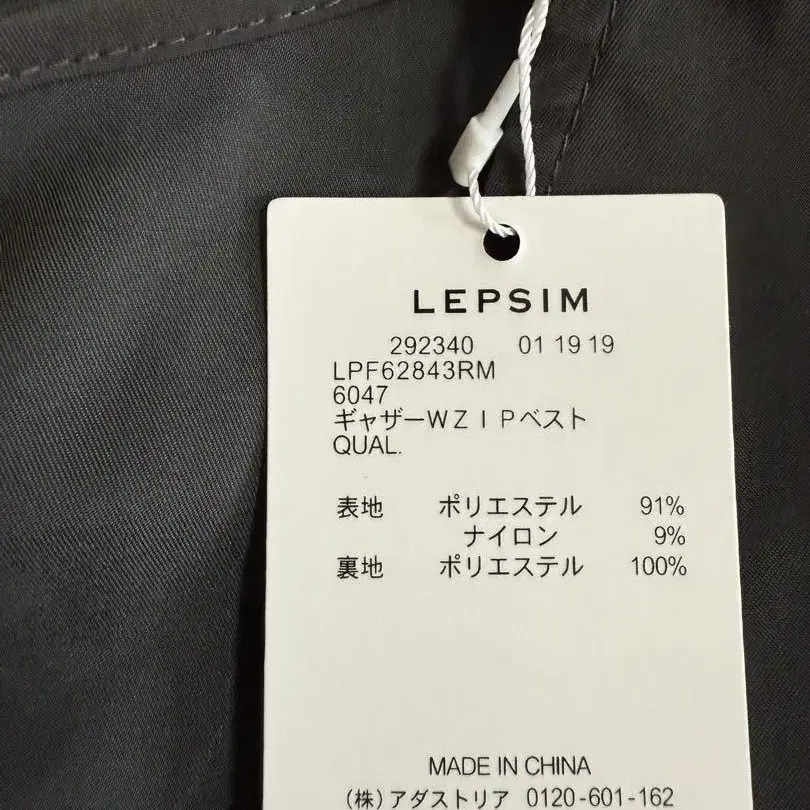 LEPSIM
292340 01 19 19
LPF62843RM
6047
ギャザーWZIPベスト
QUAL.
表地 ポリエステル 91%
ナイロン 9%
裏地 ポリエステル 100%
MADE IN CHINA
(株)アダストリア 0120-601-162